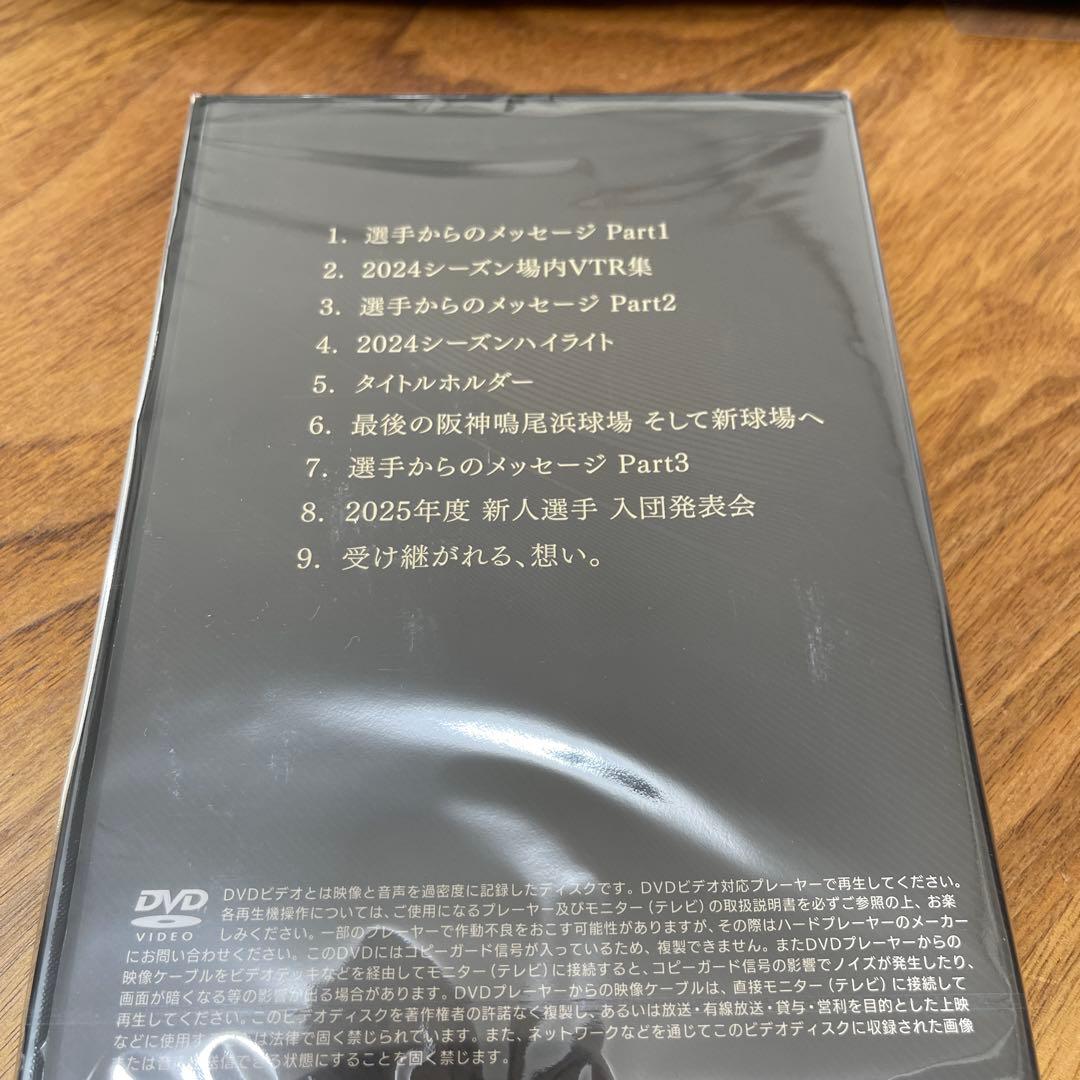 1. 選手からのメッセージ Part1
2. 2024シーズン場内VTR集
3. 選手からのメッセージ Part2
4. 2024シーズンハイライト
5. タイトルホルダー
6. 最後の阪神鳴尾浜球場 そして新球場へ
7. 選手からのメッセージ Part3
8. 2025年度 新人選手 入団発表会
9. 受け継がれる、想い。
DVD
VIDEO
DVDビデオとは映像と音声を過密度に記録したディスクです。DVDビデオ対応プレーヤーで再生してください。
各再生機操作については、ご使用になるプレーヤー及びモニター(テレビ)の取扱説明書を必ずご参照の上、お楽
しみください。一部のプレーヤーで作動不良をおこす可能性がありますが、その際はハードプレーヤーのメーカー
にお問い合わせください。このDVDにはコピーガード信号が入っているため、複製できません。またDVDプレーヤーからの
映像ケーブルをビデオデッキなどを経由してモニター(テレビ)に接続すると、コピーガード信号の影響でノイズが発生したり、
画面が暗くなる等の影響が出る場合があります。DVDプレーヤーからの映像ケーブルは、直接モニター(テレビ)に接続して
再生してください。このビデオディスクを著作権者の許諾なく複製し、あるいは放送・有線放送・貸与・営利を目的とした上映
などに使用す は法律で固く禁じられています。また、ネットワークなどを通じてこのビデオディスクに収録された画像
または音 送信できる状態にすることを固く禁じます。